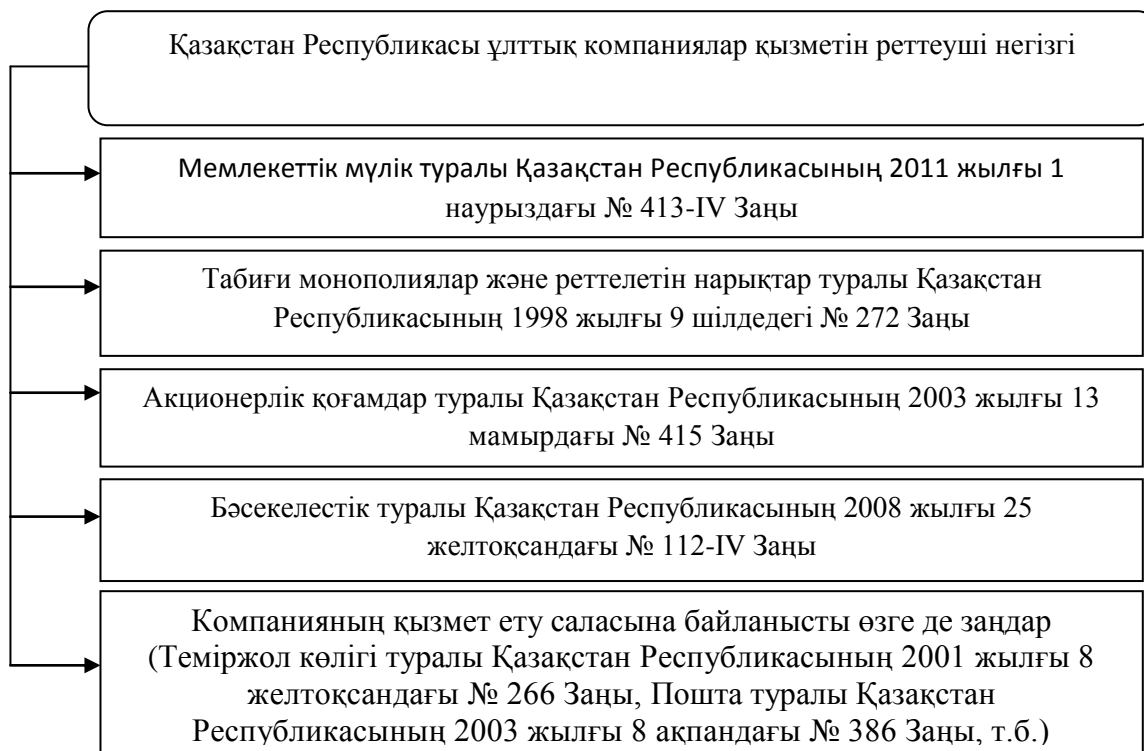 Қазақстан Республикасы ұлттық компаниялар қызметін реттеуші негізгі
Мемлекеттік мүлік туралы Қазақстан Республикасының 2011 жылғы 1
наурыздағы № 413-IV Заңы
Табиғи монополиялар және реттелетін нарықтар туралы Қазақстан
Республикасының 1998 жылғы 9 шілдедегі № 272 Заңы
Акционерлік қоғамдар туралы Қазақстан Республикасының 2003 жылғы 13
мамырдағы № 415 Заңы
Бәсекелестік туралы Қазақстан Республикасының 2008 жылғы 25
желтоқсандағы № 112-IV Заңы
Компанияның қызмет ету саласына байланысты өзге де заңдар
(Теміржол көлігі туралы Қазақстан Республикасының 2001 жылғы 8
желтоқсандағы № 266 Заңы, Пошта туралы Қазақстан
Республикасының 2003 жылғы 8 ақпандағы № 386 Заңы, т.б.)